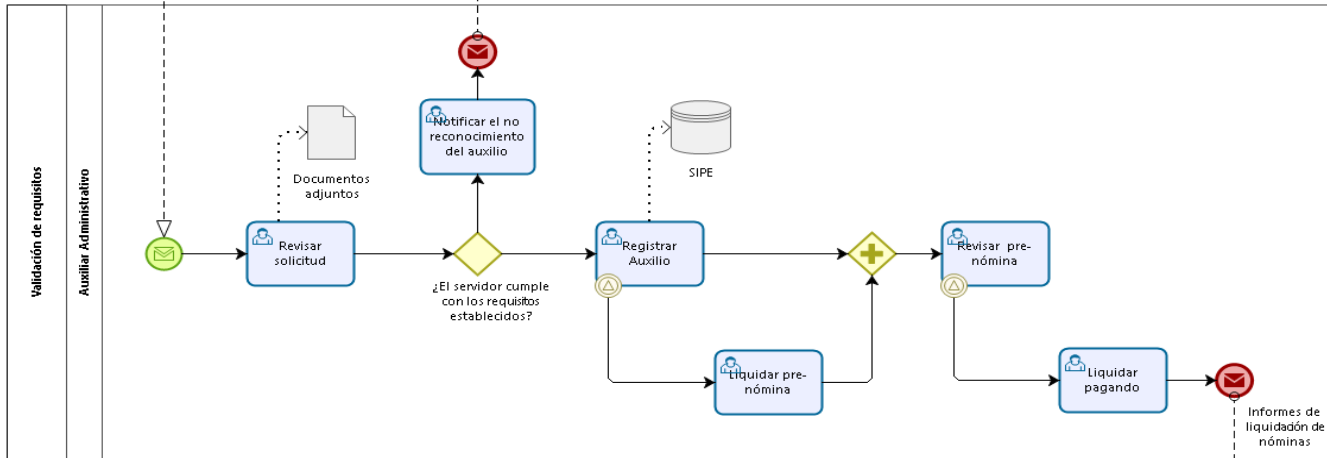 Validación de requisitos
Auxiliar Administrativo
Notificar el no
reconocimiento
del auxilio
Documentos
adjuntos
SIPE
Revisar
solicitud
¿El servidor cumple
con los requisitos
establecidos?
Registrar
Auxilio
Revisar pre-
nómina
Liquidar pre-
nómina
Liquidar
pagando
Informes de
liquidación de
nóminas